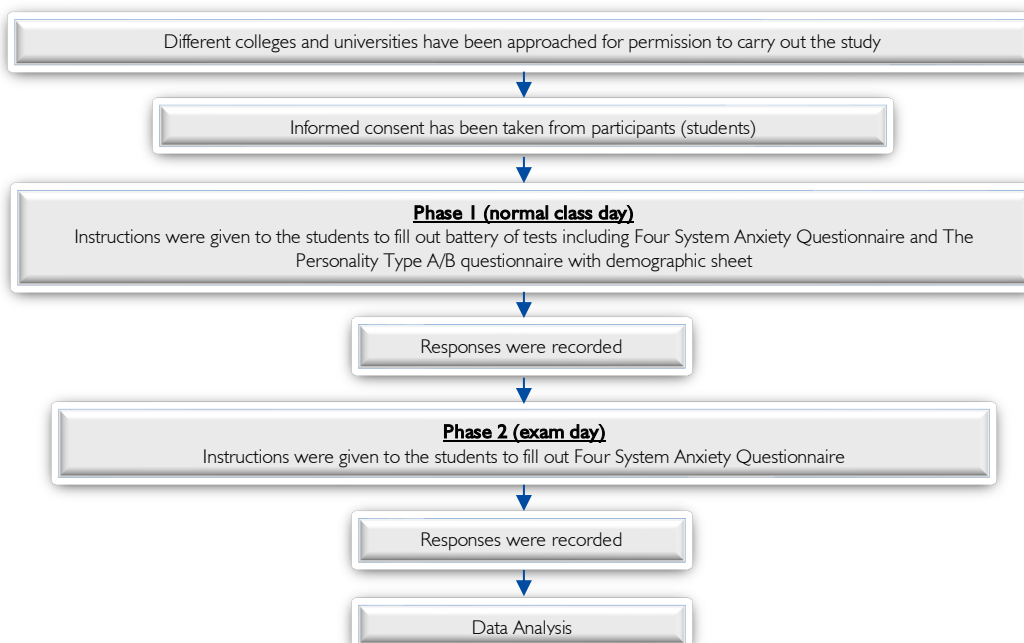 Different colleges and universities have been approached for permission to carry out the study
Informed consent has been taken from participants (students)
Phase 1 (normal class day)
Instructions were given to the students to fill out battery of tests including Four System Anxiety Questionnaire and The
Personality Type A/B questionnaire with demographic sheet
Responses were recorded
Phase 2 (exam day)
Instructions were given to the students to fill out Four System Anxiety Questionnaire
Responses were recorded
Data Analysis